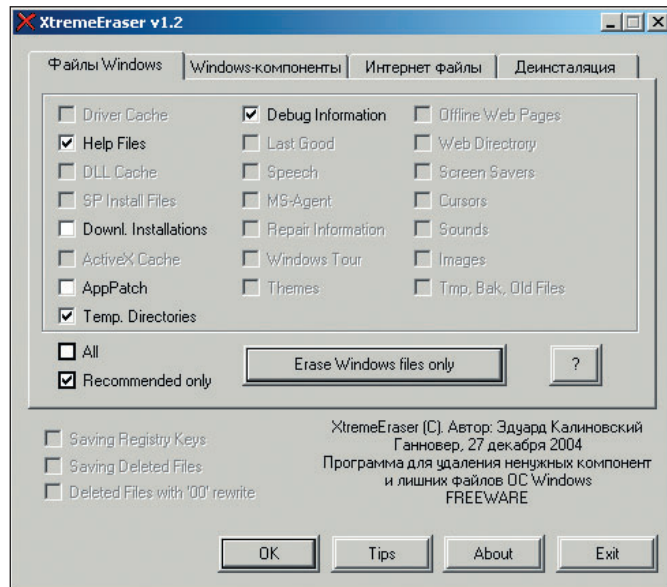 XtremeEraser v1.2
Файлы Windows
Windows-компоненты
Интернет файлы
Деинсталяция
Driver Cache
Help Files
DLL Cache
SP Install Files
Downl. Installations
ActiveX Cache
AppPatch
Temp. Directories
Debug Information
Last Good
Speech
MS-Agent
Repair Information
Windows Tour
Themes
Offline Web Pages
Web Directrory
Screen Savers
Cursors
Sounds
Images
Tmp, Bak, Old Files
All
Recommended only
Erase Windows files only
?
Saving Registry Keys
Saving Deleted Files
Deleted Files with '00' rewrite
XtremeEraser (C). Автор: Эдуард Калиновский
Ганновер, 27 декабря 2004
Программа для удаления ненужных компонент
и лишних файлов ОС Windows
FREEWARE
OK
Tips
About
Exit